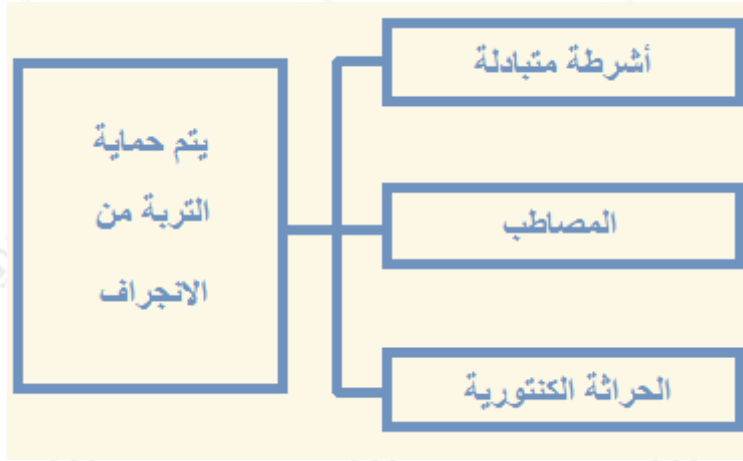 يتم حماية
التربة من
الانجراف
أشرطة متبادلة
المصاطب
الحراثة الكنتورية